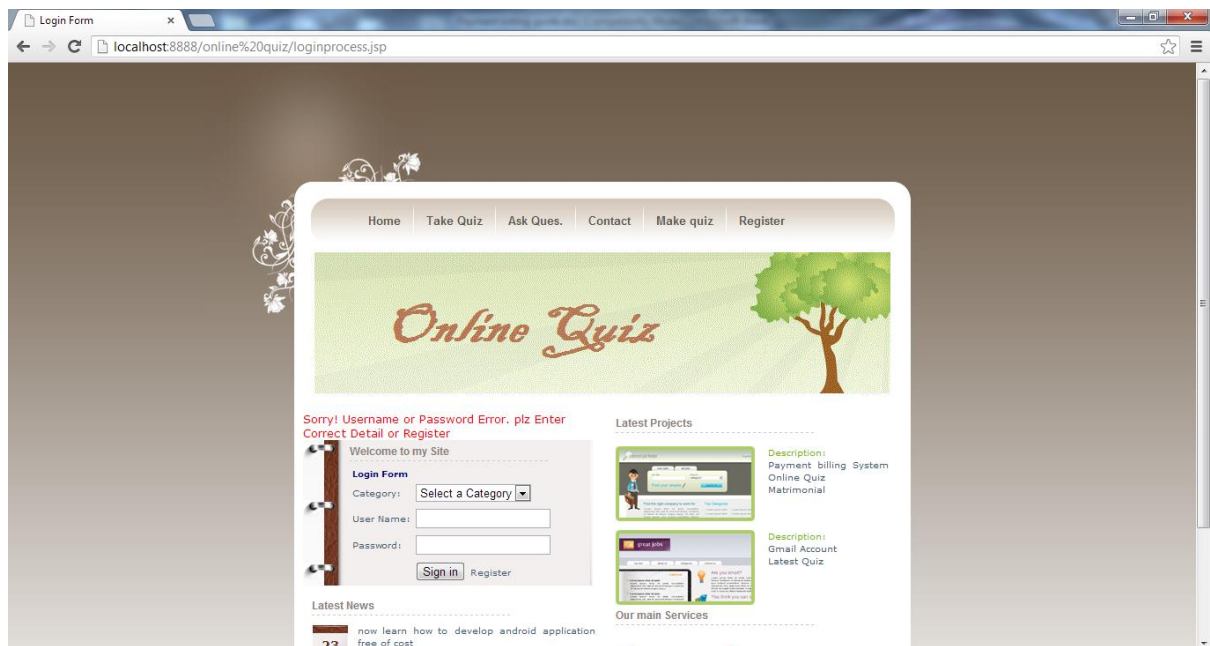 Login Form
localhost:8888/online%20quiz/loginprocess.jsp
Home Take Quiz Ask Ques. Contact Make quiz Register
Online Quiz
Sorry! Username or Password Error. plz Enter
Correct Detail or Register
Welcome to my Site
Login Form
Category: Select a Category
User Name:
Password:
Sign in Register
Latest News
23
now learn how to develop android application
free of cost
Latest Projects
Description:
Payment billing System
Online Quiz
Matrimonial
great jobs
Description:
Gmail Account
Latest Quiz
Our main Services